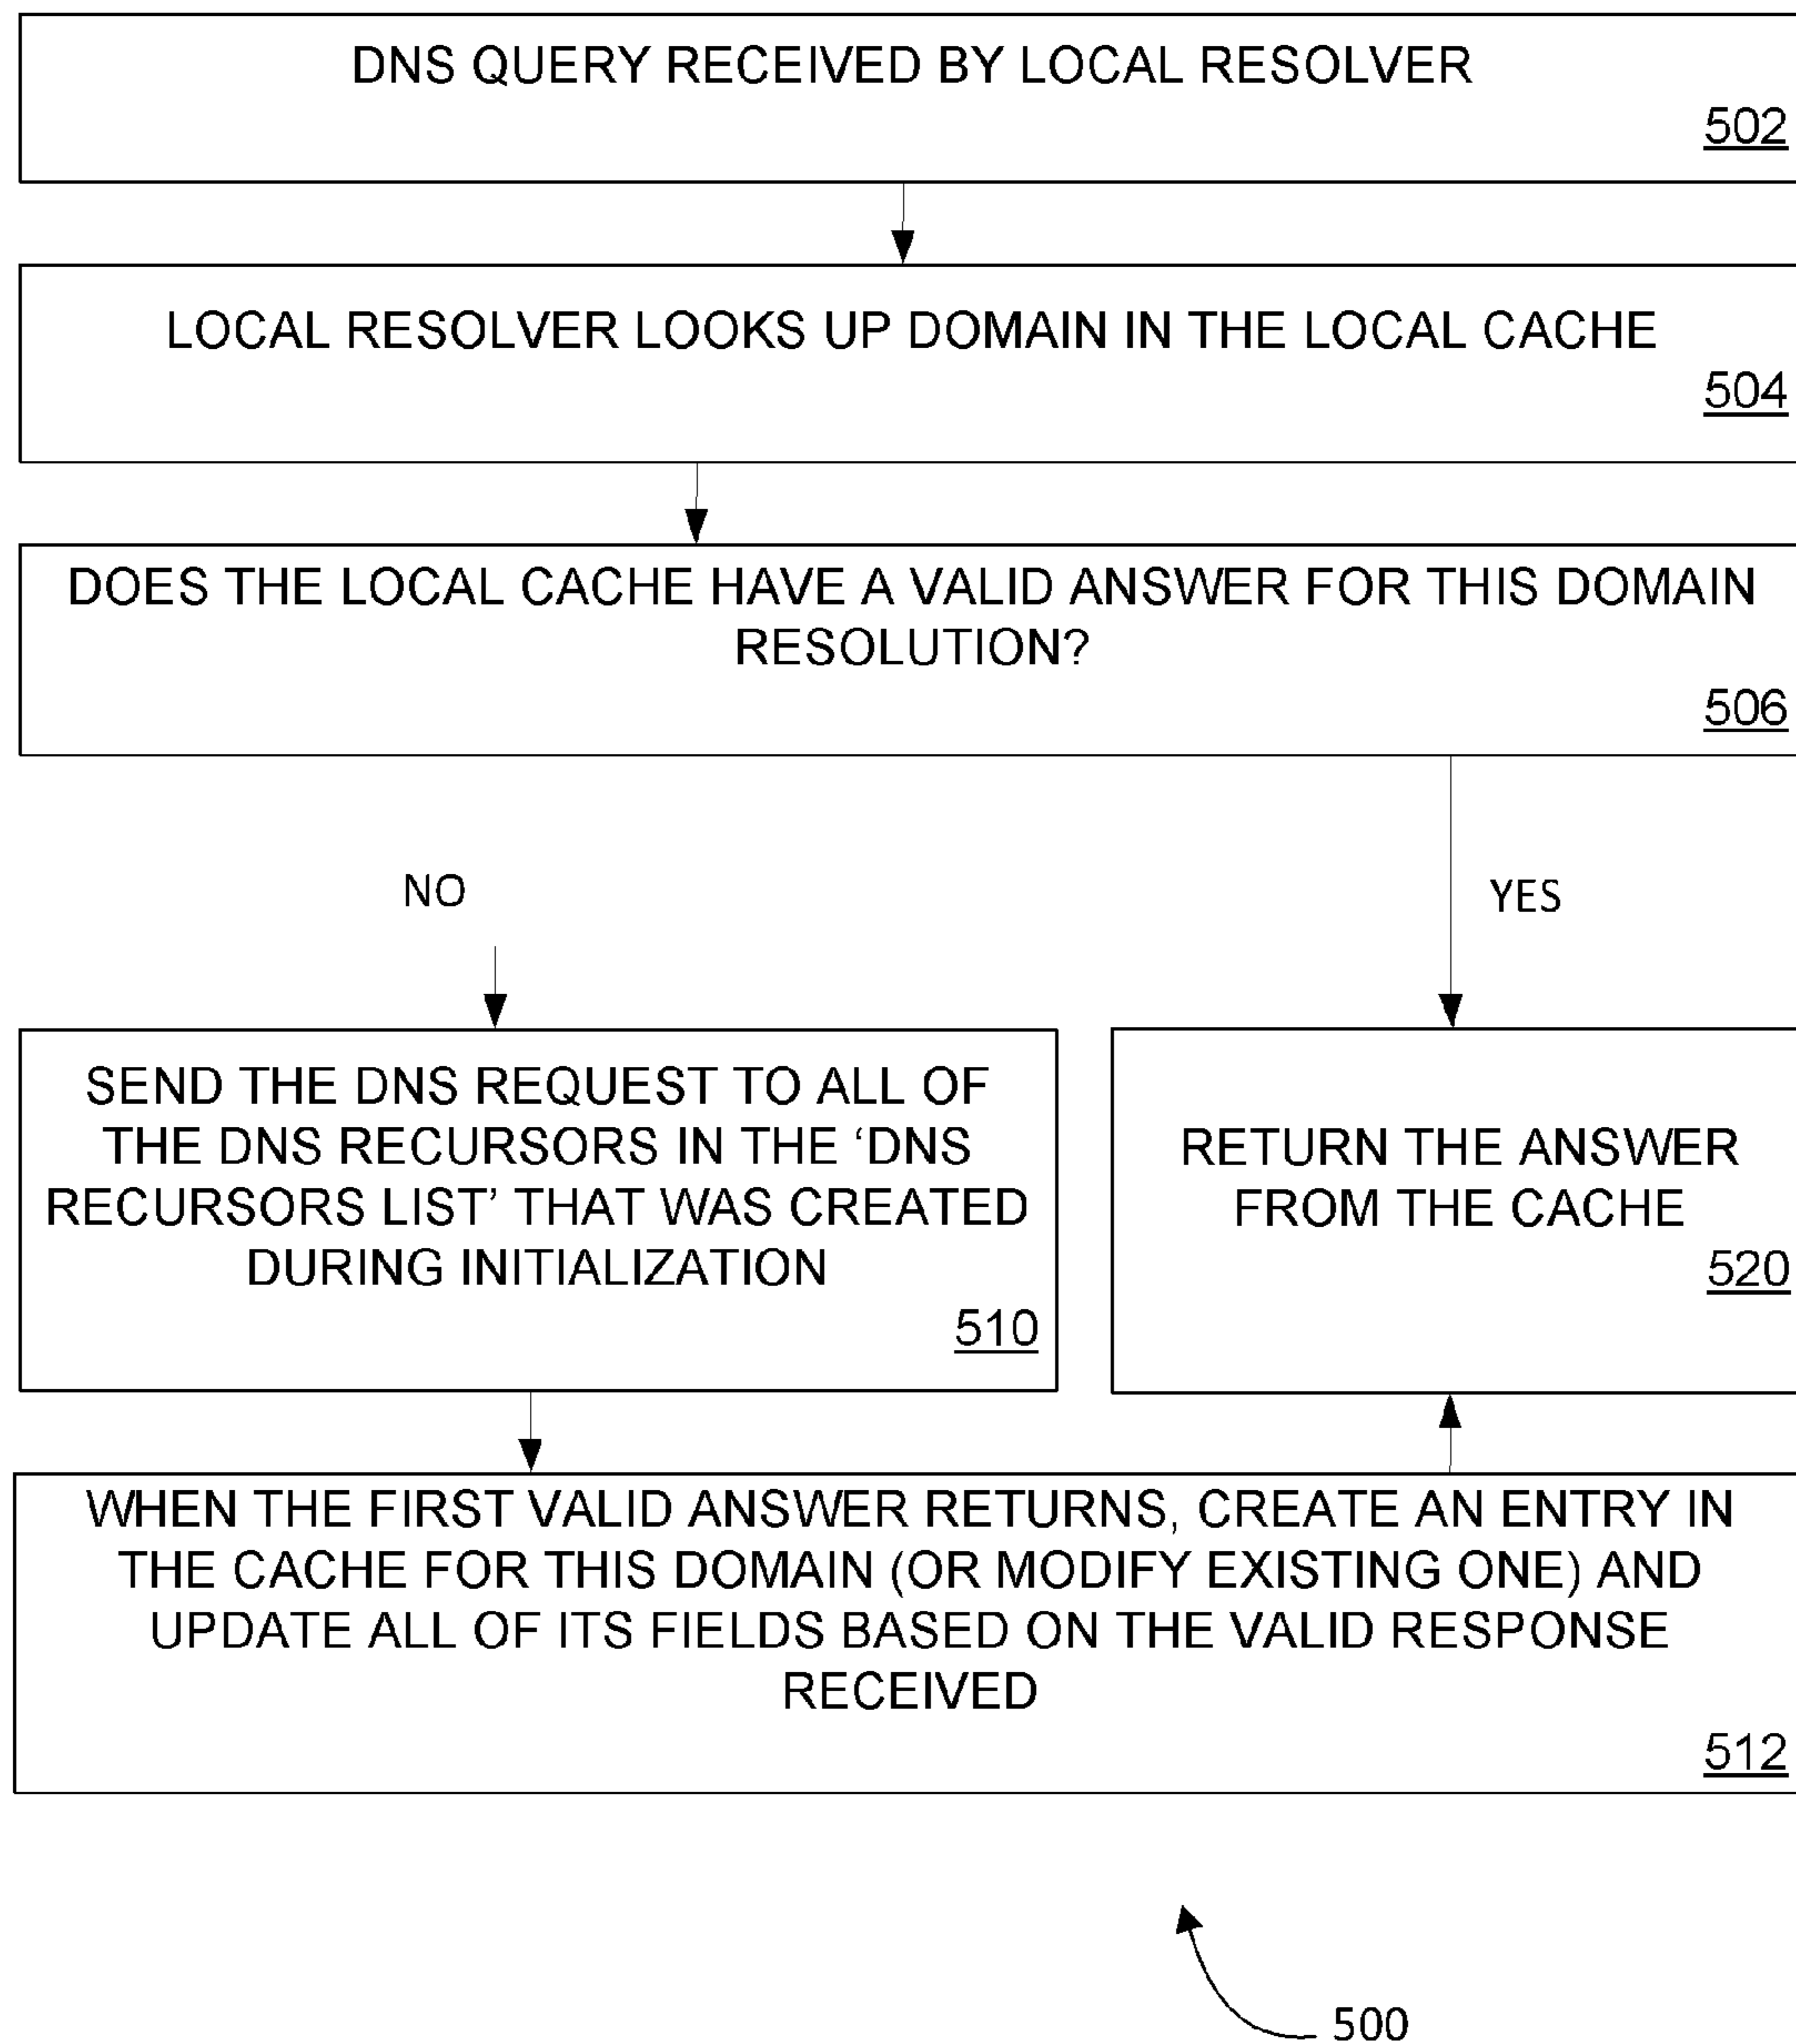 DNS QUERY RECEIVED BY LOCAL RESOLVER
502
LOCAL RESOLVER LOOKS UP DOMAIN IN THE LOCAL CACHE
504
DOES THE LOCAL CACHE HAVE A VALID ANSWER FOR THIS DOMAIN
RESOLUTION?
506
NO
YES
SEND THE DNS REQUEST TO ALL OF
THE DNS RECURSORS IN THE ‘DNS
RECURSORS LIST’ THAT WAS CREATED
DURING INITIALIZATION
510
RETURN THE ANSWER
FROM THE CACHE
520
WHEN THE FIRST VALID ANSWER RETURNS, CREATE AN ENTRY IN
THE CACHE FOR THIS DOMAIN (OR MODIFY EXISTING ONE) AND
UPDATE ALL OF ITS FIELDS BASED ON THE VALID RESPONSE
RECEIVED
512
500